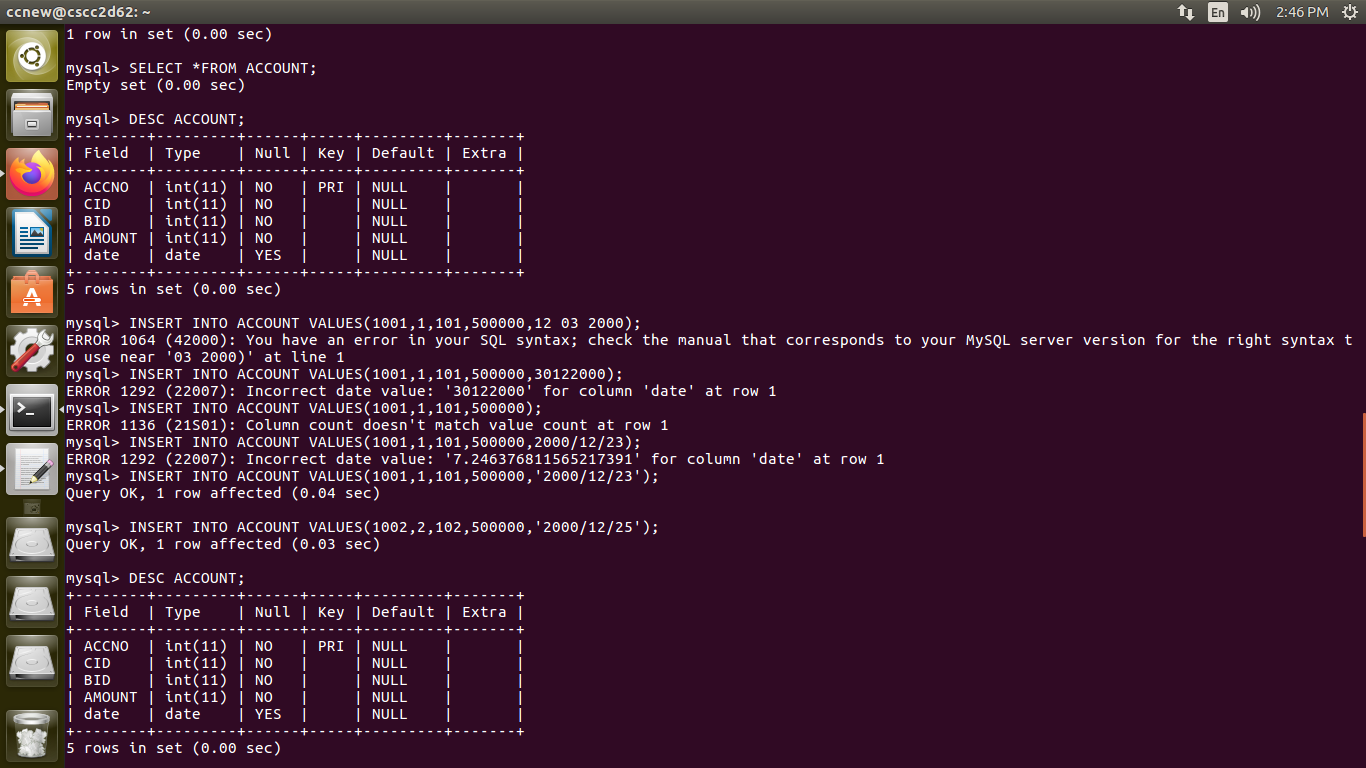 ccnew@cscc2d62: ~
En
2:46 PM
1 row in set (0.00 sec)
mysql> SELECT *FROM ACCOUNT;
Empty set (0.00 sec)
mysql> DESC ACCOUNT;
+--------+---------+------+-----+---------+-------+
| Field  | Type    | Null | Key | Default | Extra |
+--------+---------+------+-----+---------+-------+
| ACCNO  | int(11) | NO   | PRI | NULL    |       |
| CID    | int(11) | NO   |     | NULL    |       |
| BID    | int(11) | NO   |     | NULL    |       |
| AMOUNT | int(11) | NO   |     | NULL    |       |
| date   | date    | YES  |     | NULL    |       |
+--------+---------+------+-----+---------+-------+
5 rows in set (0.00 sec)
mysql> INSERT INTO ACCOUNT VALUES(1001,1,101,500000,12 03 2000);
ERROR 1064 (42000): You have an error in your SQL syntax; check the manual that corresponds to your MySQL server version for the right syntax t
o use near '03 2000)' at line 1
mysql> INSERT INTO ACCOUNT VALUES(1001,1,101,500000,30122000);
ERROR 1292 (22007): Incorrect date value: '30122000' for column 'date' at row 1
mysql> INSERT INTO ACCOUNT VALUES(1001,1,101,500000);
ERROR 1136 (21S01): Column count doesn't match value count at row 1
mysql> INSERT INTO ACCOUNT VALUES(1001,1,101,500000,2000/12/23);
ERROR 1292 (22007): Incorrect date value: '7.246376811565217391' for column 'date' at row 1
mysql> INSERT INTO ACCOUNT VALUES(1001,1,101,500000,'2000/12/23');
Query OK, 1 row affected (0.04 sec)
mysql> INSERT INTO ACCOUNT VALUES(1002,2,102,500000,'2000/12/25');
Query OK, 1 row affected (0.03 sec)
mysql> DESC ACCOUNT;
+--------+---------+------+-----+---------+-------+
| Field  | Type    | Null | Key | Default | Extra |
+--------+---------+------+-----+---------+-------+
| ACCNO  | int(11) | NO   | PRI | NULL    |       |
| CID    | int(11) | NO   |     | NULL    |       |
| BID    | int(11) | NO   |     | NULL    |       |
| AMOUNT | int(11) | NO   |     | NULL    |       |
| date   | date    | YES  |     | NULL    |       |
+--------+---------+------+-----+---------+-------+
5 rows in set (0.00 sec)